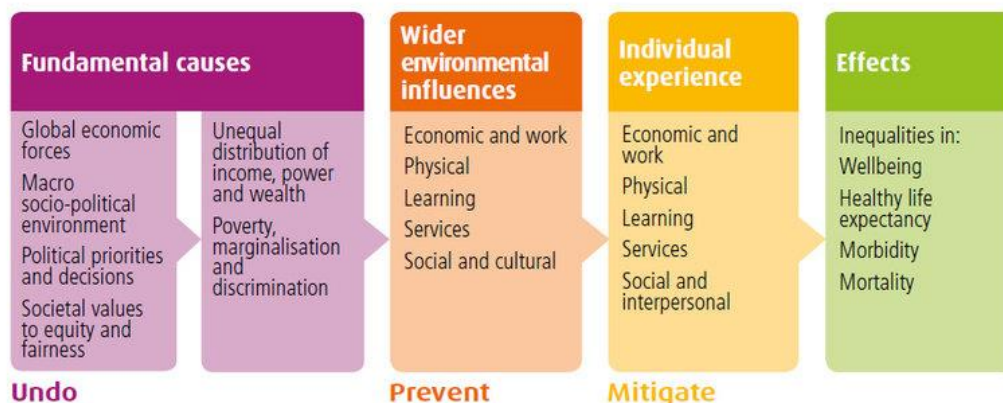 Fundamental causes
Global economic
forces
Macro
socio-political
environment
Political priorities
and decisions
Societal values
to equity and
fairness
Unequal
distribution of
income, power
and wealth
Poverty,
marginalisation
and
discrimination
Undo
Wider
environmental
influences
Economic and work
Physical
Learning
Services
Social and cultural
Prevent
Individual
experience
Economic and
work
Physical
Learning
Services
Social and
interpersonal
Mitigate
Effects
Inequalities in:
Wellbeing
Healthy life
expectancy
Morbidity
Mortality